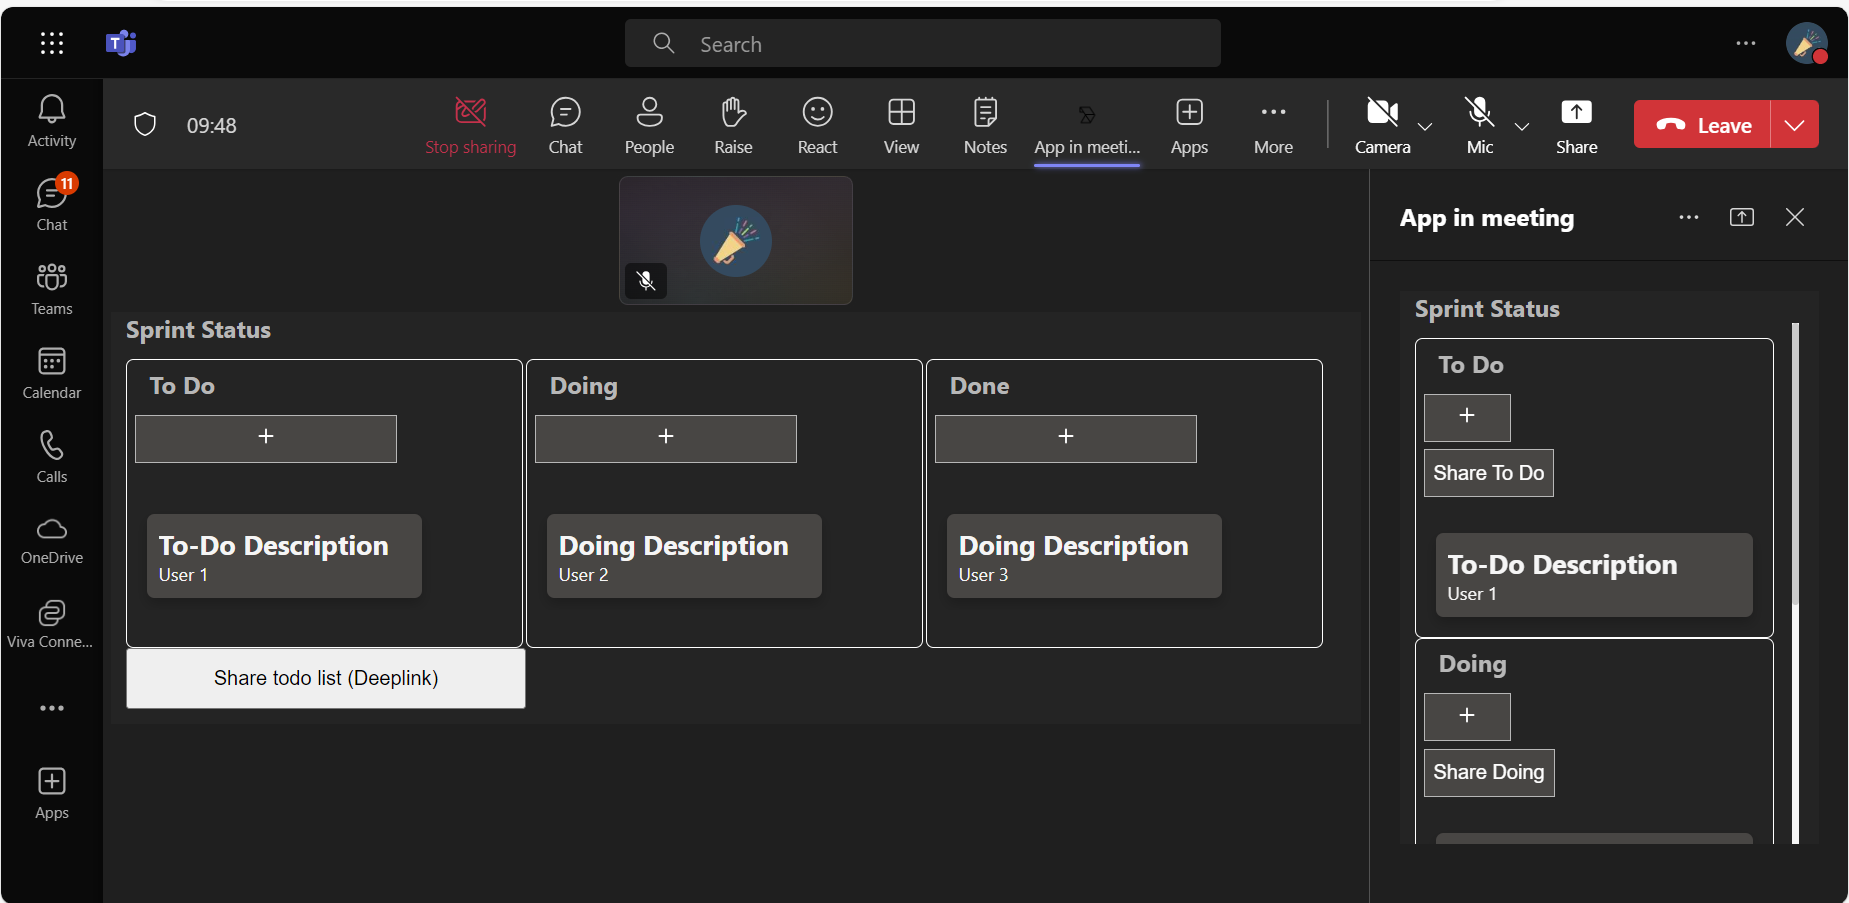 Search
Activity
11
Chat
Teams
Calendar
Calls
OneDrive
Viva Conne...
Apps
09:48
Stop sharing
Chat
People
Raise
React
View
Notes
App in meeti...
Apps
More
Camera
Mic
Share
Leave
Sprint Status
To Do
+
To-Do Description
User 1
Doing
+
Doing Description
User 2
Done
+
Doing Description
User 3
Share todo list (Deeplink)
App in meeting
Sprint Status
To Do
+
Share To Do
To-Do Description
User 1
Doing
+
Share Doing